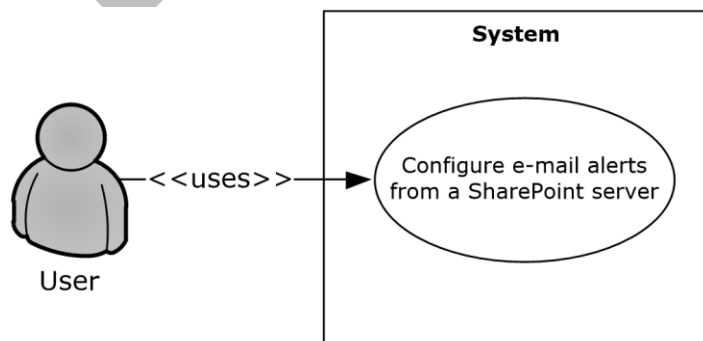 System
<<uses>>
Configure e-mail alerts
from a SharePoint server
User